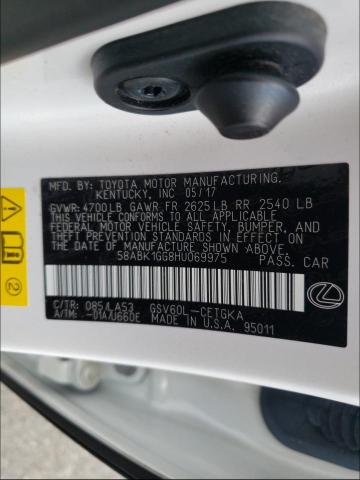 MFD. BY: TOYOTA MOTOR MANUFACTURING,
KENTUCKY, INC 05/17
GVWR: 4700LB GAWR FR 2625LB RR 2540 LB
THIS VEHICLE CONFORMS TO ALL APPLICABLE
FEDERAL MOTOR VEHICLE SAFETY, BUMPER, AND
THEFT PREVENTION STANDARDS IN EFFECT ON
THE DATE OF MANUFACTURE SHOWN ABOVE.
58ABK1GG8HU069975 PASS. CAR
C/TR: 085/LA53 GSV60L-CETGKA
A/TM: -01A/U660E MADE IN U.S.A. 95011
2